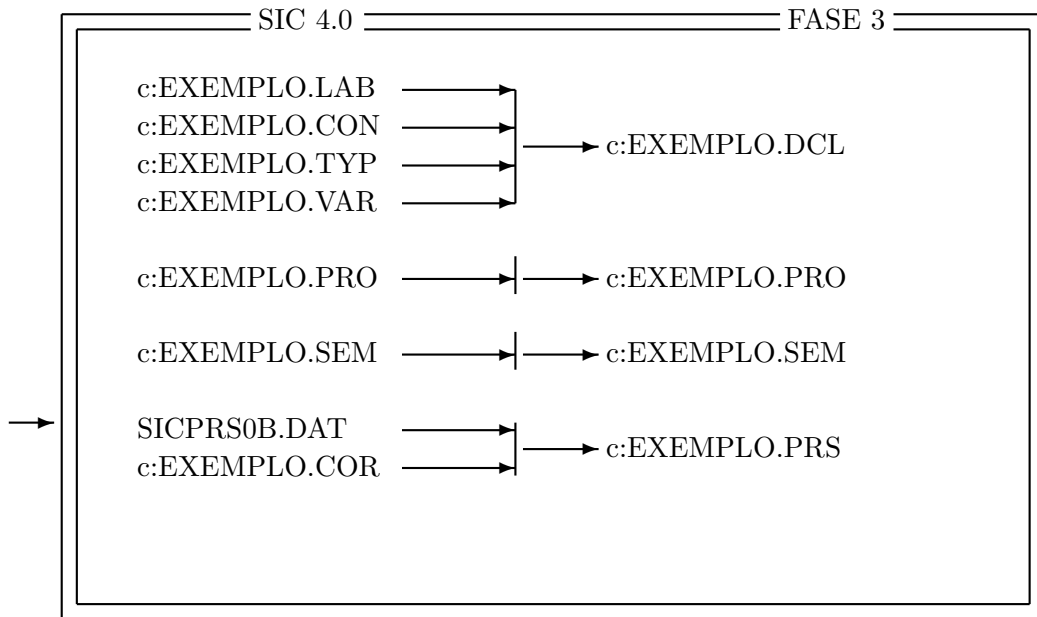 SIC 4.0 FASE 3
c:EXEMPLO.LAB
c:EXEMPLO.CON
c:EXEMPLO.DCL
c:EXEMPLO.TYP
c:EXEMPLO.VAR
c:EXEMPLO.PRO c:EXEMPLO.PRO
c:EXEMPLO.SEM c:EXEMPLO.SEM
SICPRS0B.DAT
c:EXEMPLO.PRS
c:EXEMPLO.COR